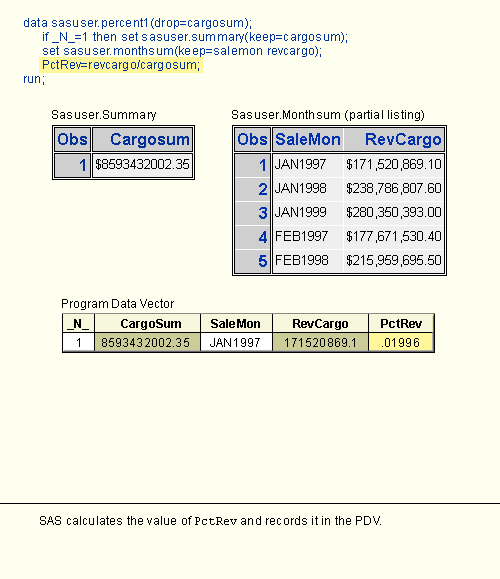 data sasuser.percent1(drop=cargosum);
if _N_=1 then set sasuser.summary(keep=cargosum);
set sasuser.monthsum(keep=salemon revcargo);
PctRev=revcargo/cargosum;
run;
Sasuser.Summary
Obs Cargosum
1 $8593432002.35
Sasuser.Monthsum (partial listing)
Obs SaleMon RevCargo
1 JAN1997 $171,520,869.10
2 JAN1998 $238,786,807.60
3 JAN1999 $280,350,393.00
4 FEB1997 $177,671,530.40
5 FEB1998 $215,959,695.50
Program Data Vector
_N_ CargoSum SaleMon RevCargo PctRev
1 8593432002.35 JAN1997 171520869.1 .01996
SAS calculates the value of PctRev and records it in the PDV.